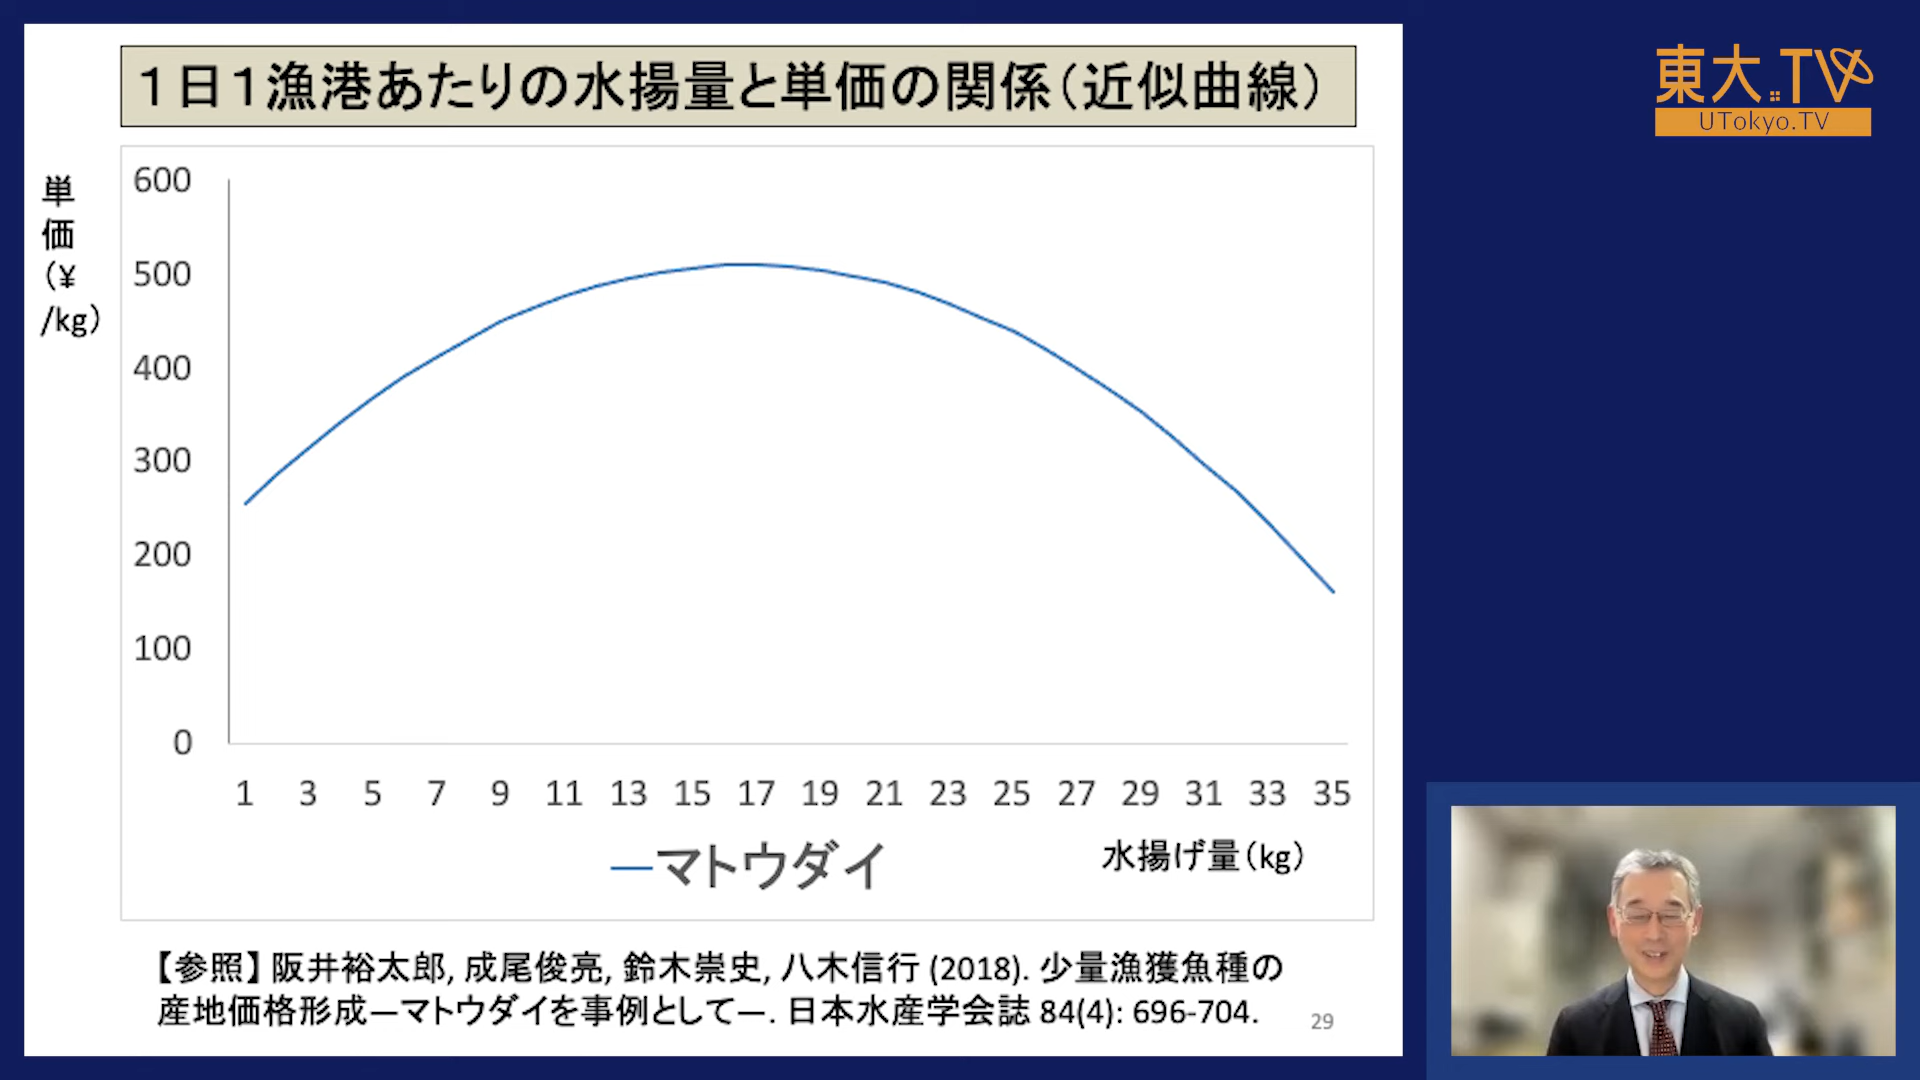 １日１漁港あたりの水揚量と単価の関係（近似曲線）
単
価
（¥
/kg）
600
500
400
300
200
100
0
1 3 5 7 9 11 13 15 17 19 21 23 25 27 29 31 33 35
水揚げ量（kg）
マトウダイ
【参照】 阪井裕太郎, 成尾俊亮, 鈴木崇史, 八木信行 (2018). 少量漁獲魚種の
産地価格形成—マトウダイを事例として—. 日本水産学会誌 84(4): 696-704.
29
東大TV
UTokyo.TV